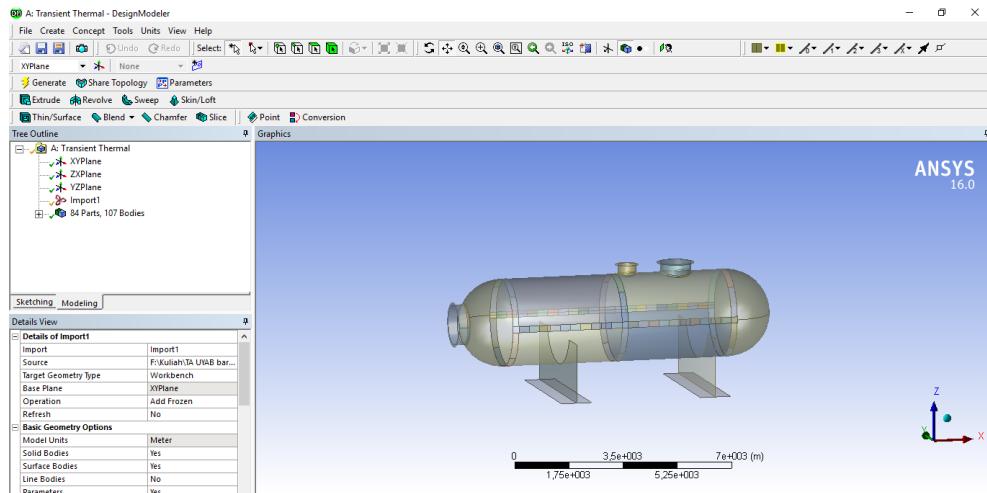 A: Transient Thermal - DesignModeler
File Create Concept Tools Units View Help
Undo Redo Select:
XYPlane None
Generate Share Topology Parameters
Extrude Revolve Sweep Skin/Loft
Thin/Surface Blend Chamfer Slice Point Conversion
Tree Outline
A: Transient Thermal
XYPlane
ZXPlane
YZPlane
Import1
84 Parts, 107 Bodies
Sketching Modeling
Details View
Details of Import1
Import Import1
Source F:\Kuliah\TA UYAB bar...
Target Geometry Type Workbench
Base Plane XYPlane
Operation Add Frozen
Refresh No
Basic Geometry Options
Model Units Meter
Solid Bodies Yes
Surface Bodies Yes
Line Bodies No
Parameters Yes
Graphics
ANSYS
16.0
Z
Y
X
0 3,5e+003 7e+003 (m)
1,75e+003 5,25e+003